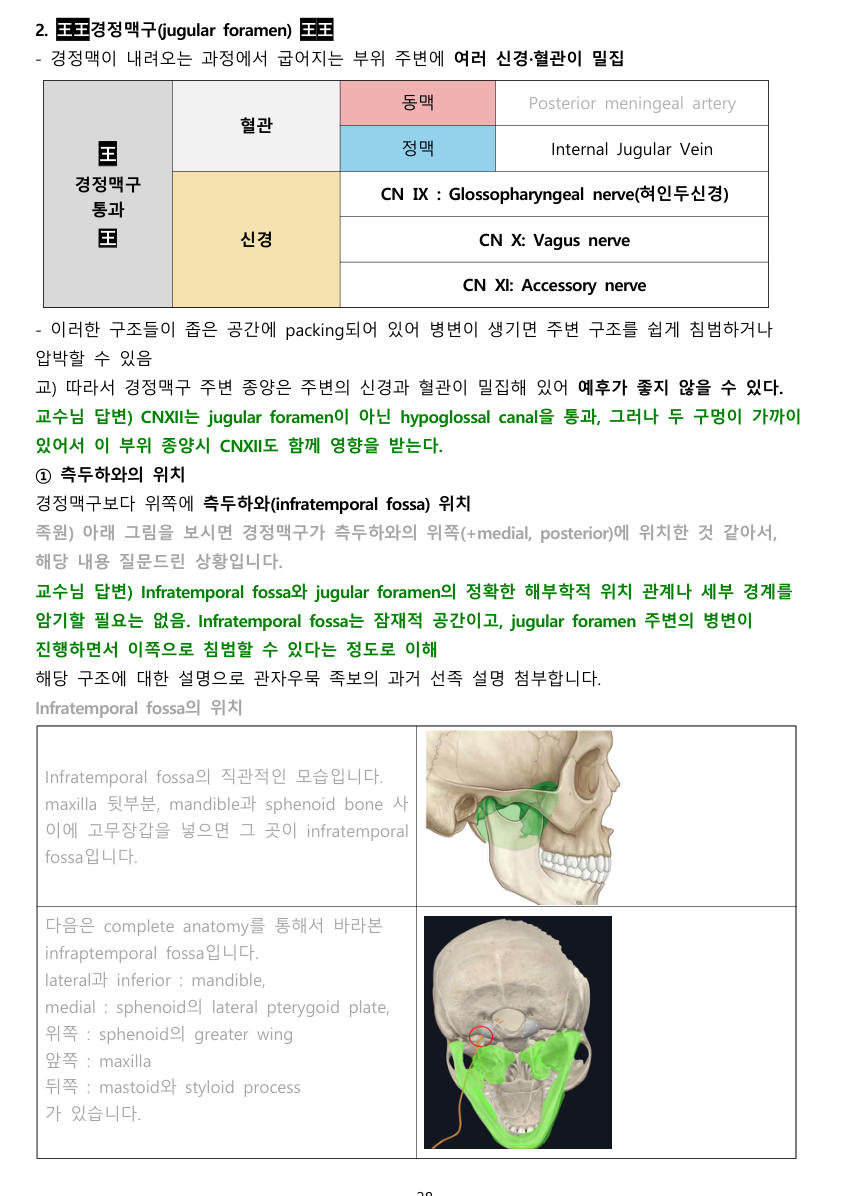 2. 王王경정맥구(jugular foramen) 王王
- 경정맥이 내려오는 과정에서 굽어지는 부위 주변에 여러 신경·혈관이 밀집
王
경정맥구
통과
王
혈관
동맥
Posterior meningeal artery
정맥
Internal Jugular Vein
신경
CN IX : Glossopharyngeal nerve(혀인두신경)
CN X: Vagus nerve
CN XI: Accessory nerve
- 이러한 구조들이 좁은 공간에 packing되어 있어 병변이 생기면 주변 구조를 쉽게 침범하거나
압박할 수 있음
교) 따라서 경정맥구 주변 종양은 주변의 신경과 혈관이 밀집해 있어 예후가 좋지 않을 수 있다.
교수님 답변) CNXII는 jugular foramen이 아닌 hypoglossal canal을 통과, 그러나 두 구멍이 가까이
있어서 이 부위 종양시 CNXII도 함께 영향을 받는다.
① 측두하와의 위치
경정맥구보다 위쪽에 측두하와(infratemporal fossa) 위치
족원) 아래 그림을 보시면 경정맥구가 측두하와의 위쪽(+medial, posterior)에 위치한 것 같아서,
해당 내용 질문드린 상황입니다.
교수님 답변) Infratemporal fossa와 jugular foramen의 정확한 해부학적 위치 관계나 세부 경계를
암기할 필요는 없음. Infratemporal fossa는 잠재적 공간이고, jugular foramen 주변의 병변이
진행하면서 이쪽으로 침범할 수 있다는 정도로 이해
해당 구조에 대한 설명으로 관자우묵 족보의 과거 선족 설명 첨부합니다.
Infratemporal fossa의 위치
Infratemporal fossa의 직관적인 모습입니다.
maxilla 뒷부분, mandible과 sphenoid bone 사
이에 고무장갑을 넣으면 그 곳이 infratemporal
fossa입니다.
다음은 complete anatomy를 통해서 바라본
infraptemporal fossa입니다.
lateral과 inferior : mandible,
medial : sphenoid의 lateral pterygoid plate,
위쪽 : sphenoid의 greater wing
앞쪽 : maxilla
뒤쪽 : mastoid와 styloid process
가 있습니다.